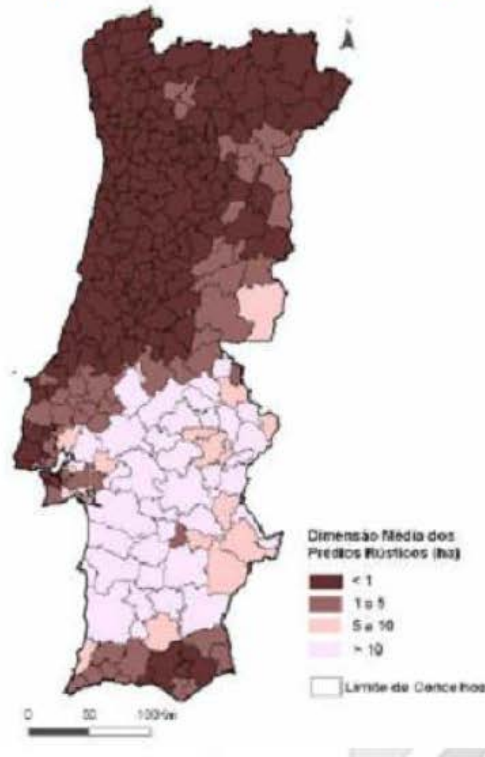 Dimensão Média dos
Prédios Rústicos (ha)
< 1
1 a 5
5 a 10
> 10
Limite de Concelhos
0 50 100Km